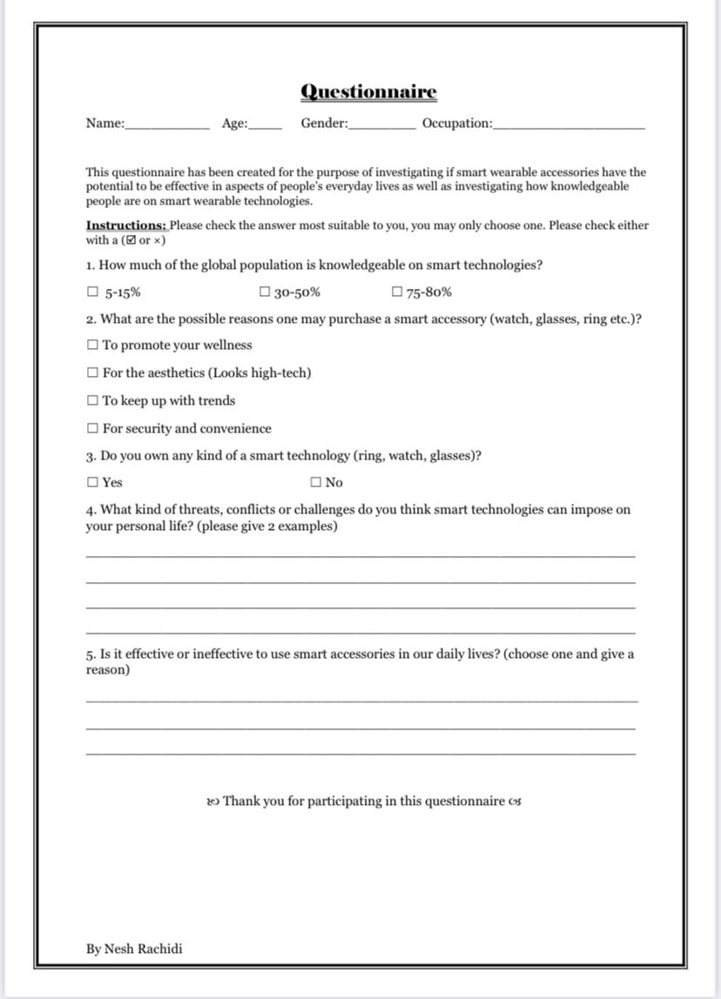 Questionnaire
Name:____________ Age:_____ Gender:__________ Occupation:______________________
This questionnaire has been created for the purpose of investigating if smart wearable accessories have the
potential to be effective in aspects of people's everyday lives as well as investigating how knowledgeable
people are on smart wearable technologies.
Instructions: Please check the answer most suitable to you, you may only choose one. Please check either
with a (☑ or ×)
1. How much of the global population is knowledgeable on smart technologies?
☐ 5-15% ☐ 30-50% ☐ 75-80%
2. What are the possible reasons one may purchase a smart accessory (watch, glasses, ring etc.)?
☐ To promote your wellness
☐ For the aesthetics (Looks high-tech)
☐ To keep up with trends
☐ For security and convenience
3. Do you own any kind of a smart technology (ring, watch, glasses)?
☐ Yes ☐ No
4. What kind of threats, conflicts or challenges do you think smart technologies can impose on
your personal life? (please give 2 examples)
5. Is it effective or ineffective to use smart accessories in our daily lives? (choose one and give a
reason)
Thank you for participating in this questionnaire
By Nesh Rachidi